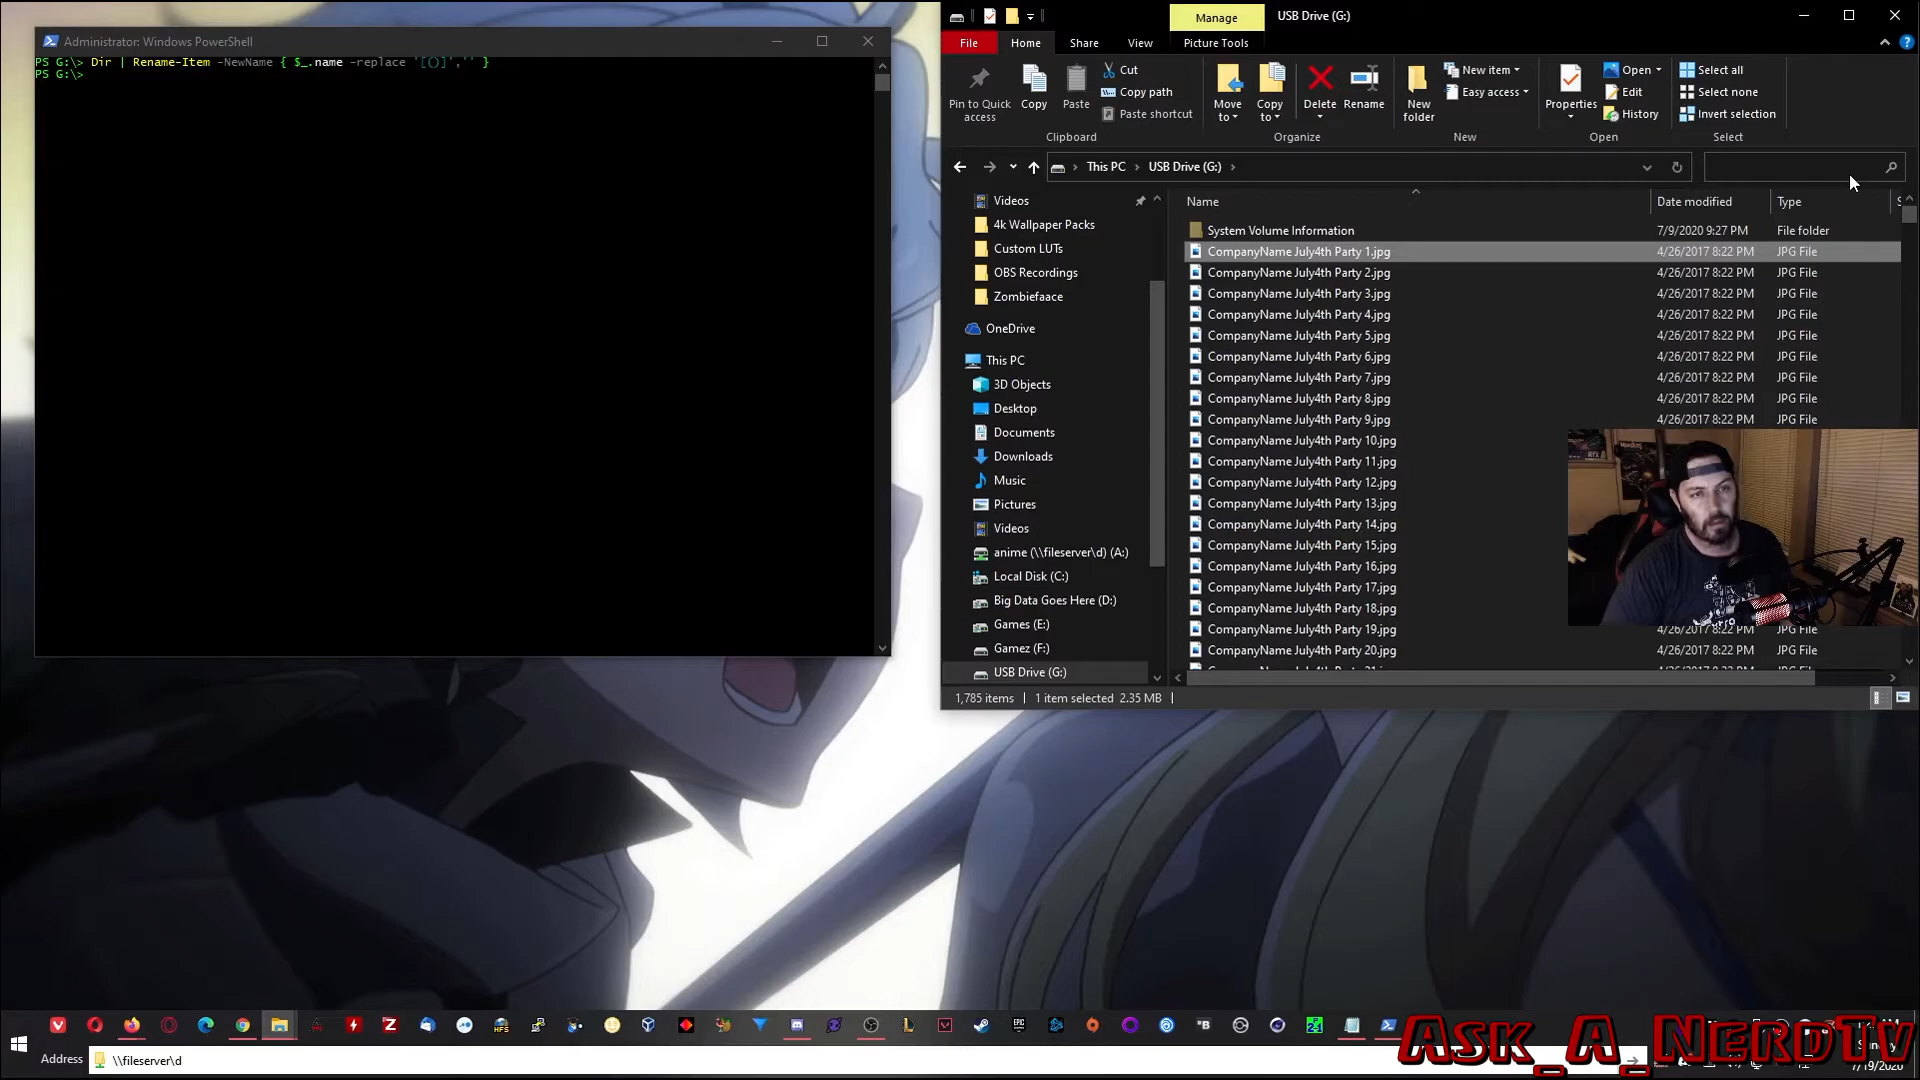 Administrator: Windows PowerShell
PS G:\> Dir | Rename-Item -NewName { $_.name -replace '[()]','' }
PS G:\>
Manage
USB Drive (G:)
File
Home
Share
View
Picture Tools
Pin to Quick access
Copy
Paste
Cut
Copy path
Paste shortcut
Move to
Copy to
Delete
Rename
New folder
New item
Easy access
Properties
Open
Edit
History
Select all
Select none
Invert selection
Clipboard
Organize
New
Open
Select
This PC
USB Drive (G:)
Name
Date modified
Type
Videos
4k Wallpaper Packs
Custom LUTs
OBS Recordings
Zombiefaace
OneDrive
This PC
3D Objects
Desktop
Documents
Downloads
Music
Pictures
Videos
anime (\\fileserver\d) (A:)
Local Disk (C:)
Big Data Goes Here (D:)
Games (E:)
Gamez (F:)
USB Drive (G:)
System Volume Information 7/9/2020 9:27 PM File folder
CompanyName July4th Party 1.jpg 4/26/2017 8:22 PM JPG File
CompanyName July4th Party 2.jpg 4/26/2017 8:22 PM JPG File
CompanyName July4th Party 3.jpg 4/26/2017 8:22 PM JPG File
CompanyName July4th Party 4.jpg 4/26/2017 8:22 PM JPG File
CompanyName July4th Party 5.jpg 4/26/2017 8:22 PM JPG File
CompanyName July4th Party 6.jpg 4/26/2017 8:22 PM JPG File
CompanyName July4th Party 7.jpg 4/26/2017 8:22 PM JPG File
CompanyName July4th Party 8.jpg 4/26/2017 8:22 PM JPG File
CompanyName July4th Party 9.jpg 4/26/2017 8:22 PM JPG File
CompanyName July4th Party 10.jpg
CompanyName July4th Party 11.jpg
CompanyName July4th Party 12.jpg
CompanyName July4th Party 13.jpg
CompanyName July4th Party 14.jpg
CompanyName July4th Party 15.jpg
CompanyName July4th Party 16.jpg
CompanyName July4th Party 17.jpg
CompanyName July4th Party 18.jpg
CompanyName July4th Party 19.jpg 4/26/2017 8:22 PM JPG File
CompanyName July4th Party 20.jpg 4/26/2017 8:22 PM JPG File
1,785 items
1 item selected 2.35 MB
Address
\\fileserver\d
Ask_A_NerdTv
7/19/2020